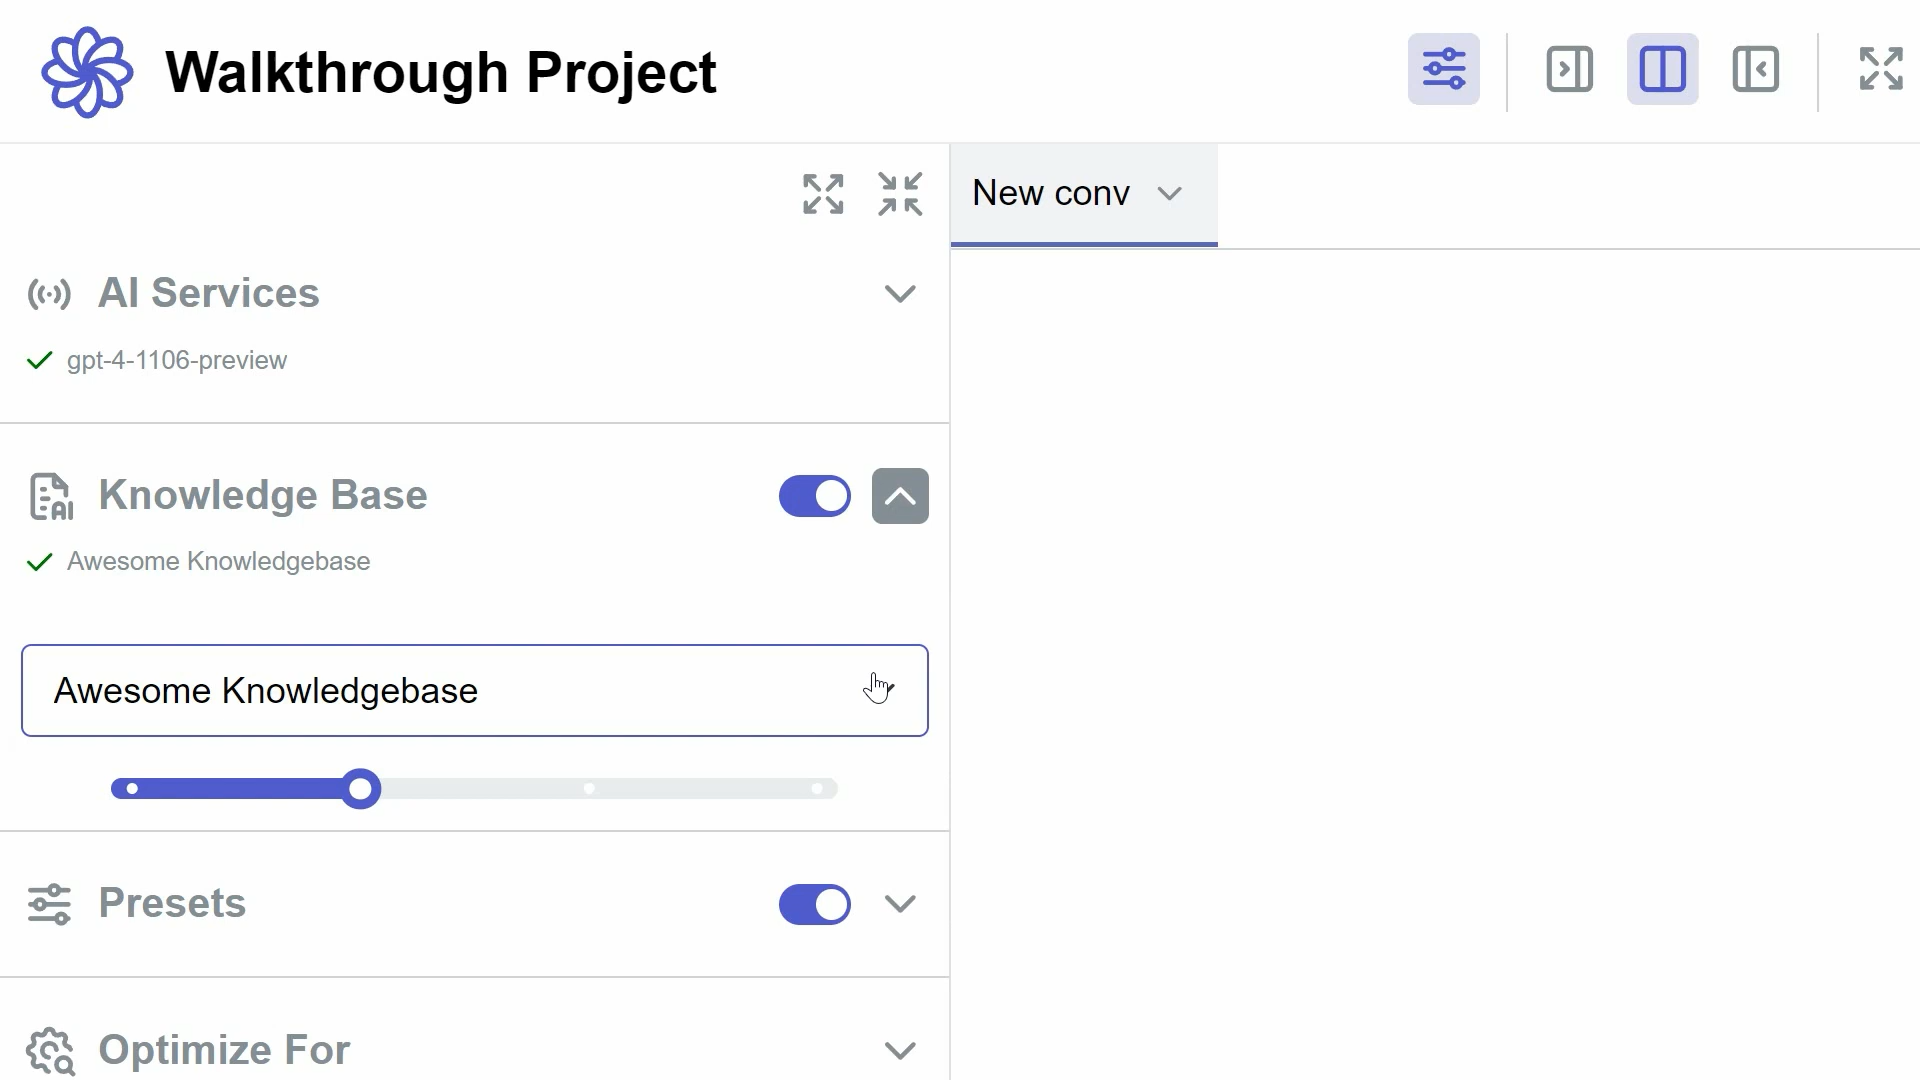 Walkthrough Project
New conv
AI Services
gpt-4-1106-preview
Knowledge Base
Awesome Knowledgebase
Awesome Knowledgebase
Presets
Optimize For